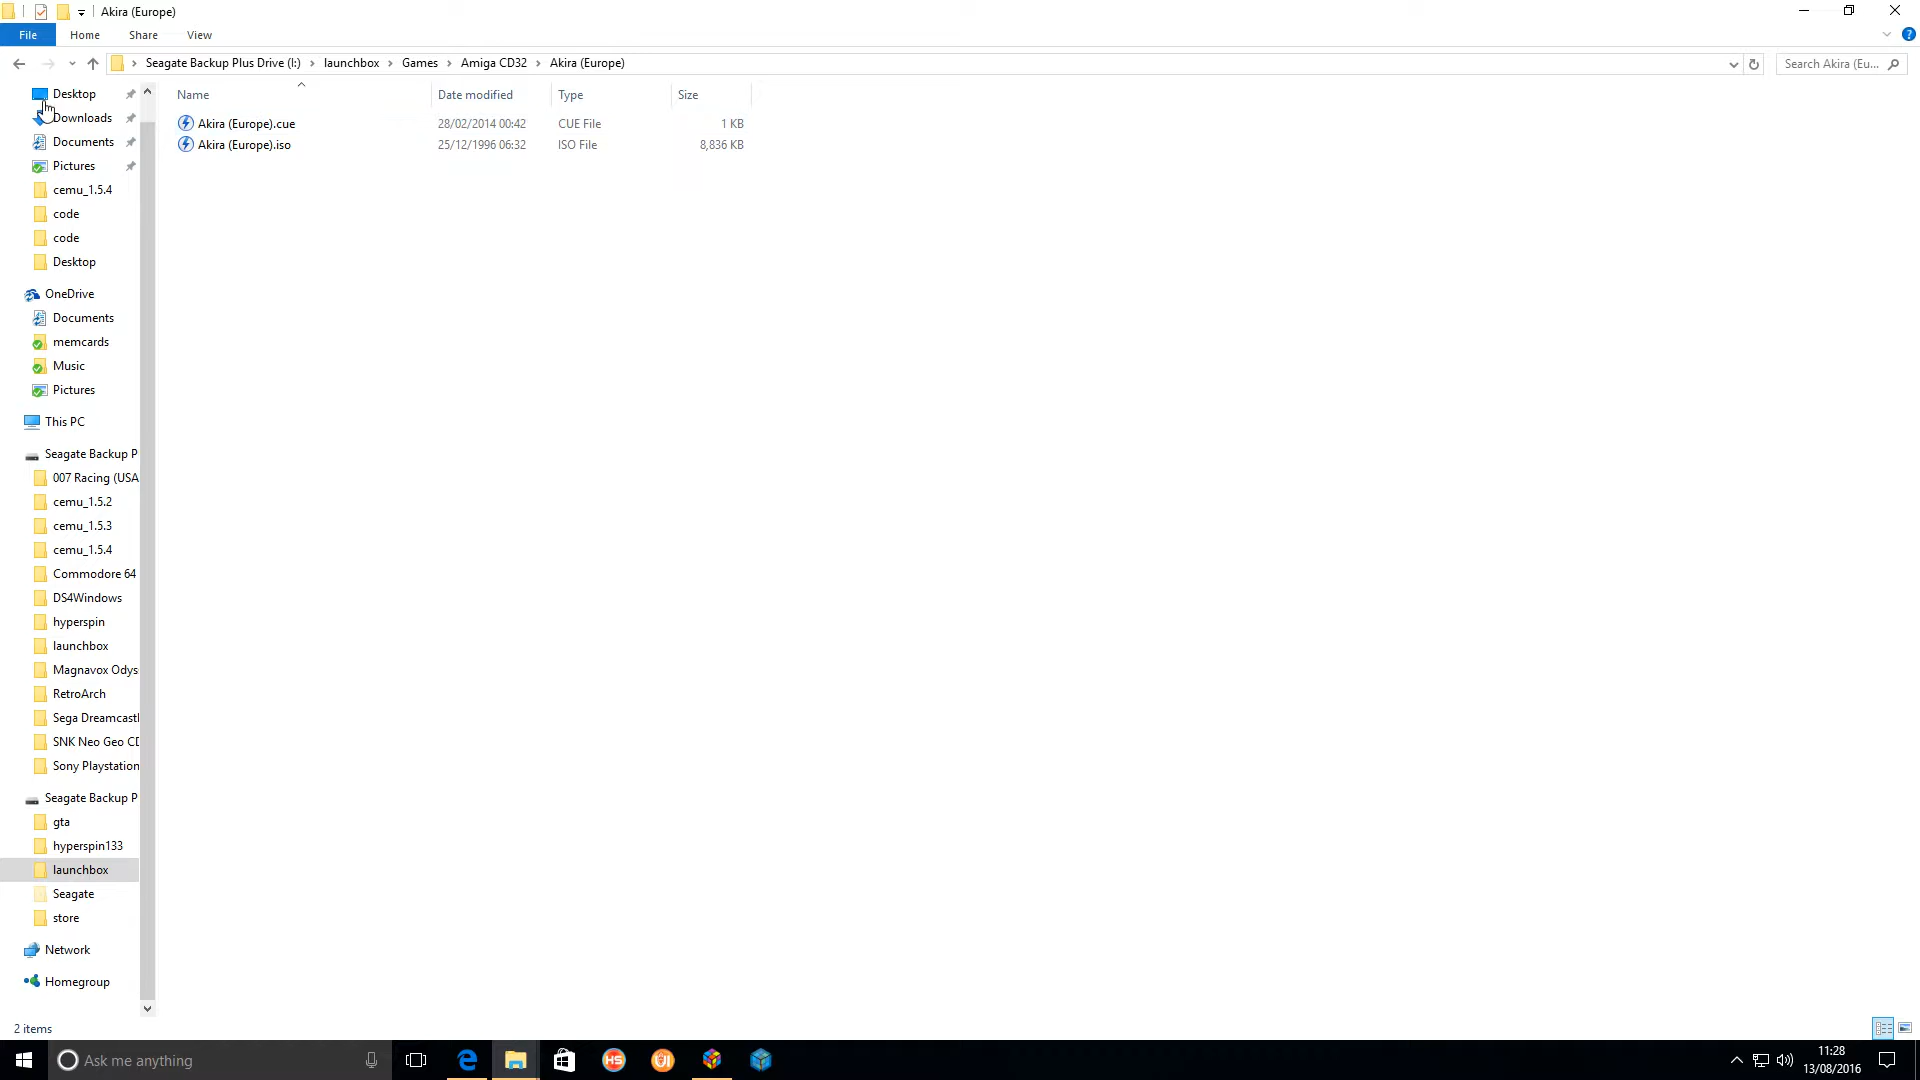 Akira (Europe)
File Home Share View
Seagate Backup Plus Drive (I:) launchbox Games Amiga CD32 Akira (Europe)
Search Akira (Eu...
Name Date modified Type Size
Akira (Europe).cue 28/02/2014 00:42 CUE File 1 KB
Akira (Europe).iso 25/12/1996 06:32 ISO File 8,836 KB
Desktop
Downloads
Documents
Pictures
cemu_1.5.4
code
code
Desktop
OneDrive
Documents
memcards
Music
Pictures
This PC
Seagate Backup P
007 Racing (USA
cemu_1.5.2
cemu_1.5.3
cemu_1.5.4
Commodore 64
DS4Windows
hyperspin
launchbox
Magnavox Odys
RetroArch
Sega Dreamcast
SNK Neo Geo CD
Sony Playstation
Seagate Backup P
gta
hyperspin133
launchbox
Seagate
store
Network
Homegroup
2 items
Ask me anything
HS
11:28
13/08/2016